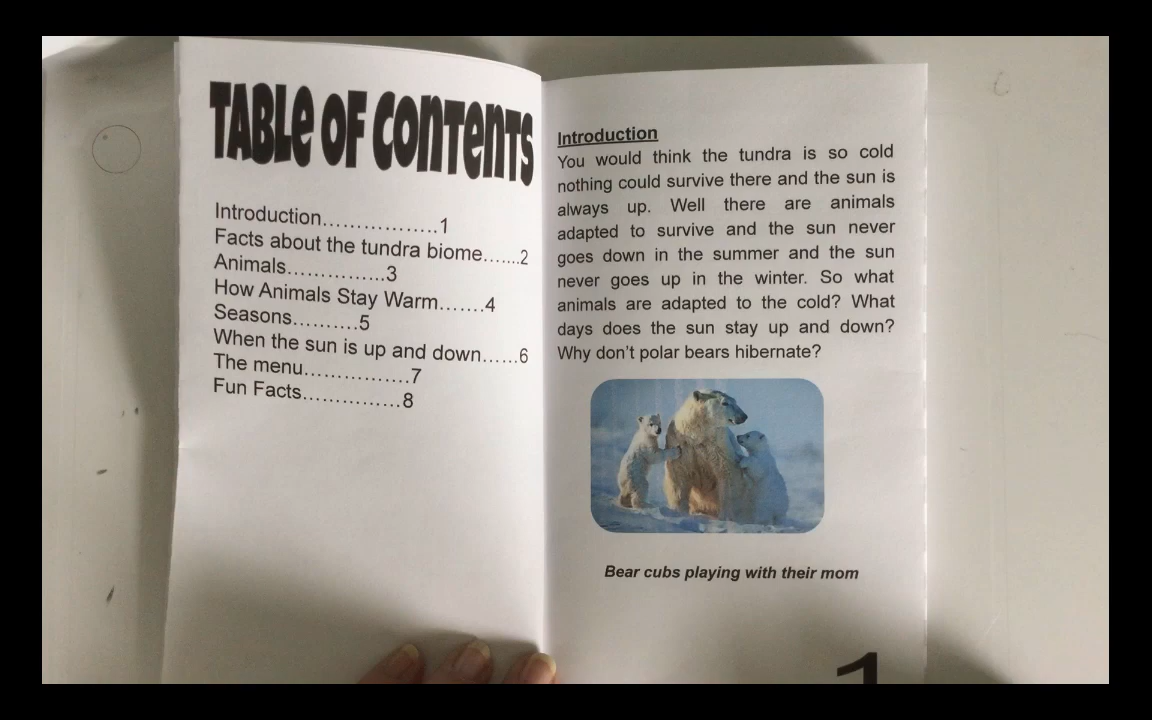 TABLe OF CONTeNTS
Introduction……………..1
Facts about the tundra biome…....2
Animals……………3
How Animals Stay Warm…….4
Seasons……….5
When the sun is up and down……6
The menu…………….7
Fun Facts……………8
Introduction
You would think the tundra is so cold
nothing could survive there and the sun is
always up. Well there are animals
adapted to survive and the sun never
goes down in the summer and the sun
never goes up in the winter. So what
animals are adapted to the cold? What
days does the sun stay up and down?
Why don't polar bears hibernate?
Bear cubs playing with their mom
1